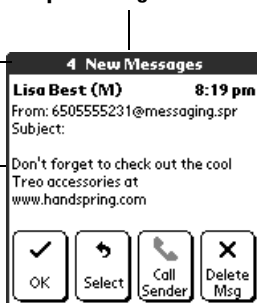 4 New Messages
Lisa Best (M) 8:19 pm
From: 6505555231@messaging.spr
Subject:
Don't forget to check out the cool
Treo accessories at
www.handspring.com
OK
Select
Call
Sender
Delete
Msg